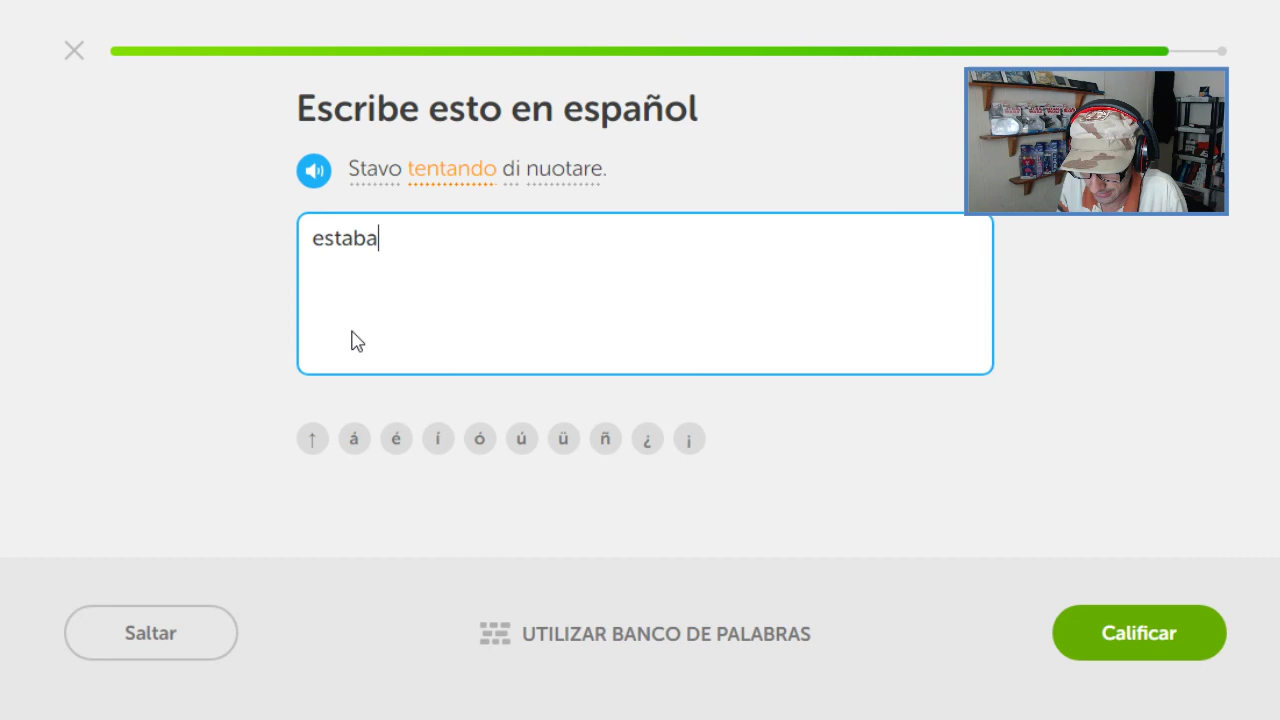 Escribe esto en español
Stavo tentando di nuotare.
estaba
↑ á é í ó ú ü ñ ¿ ¡
Saltar
UTILIZAR BANCO DE PALABRAS
Calificar